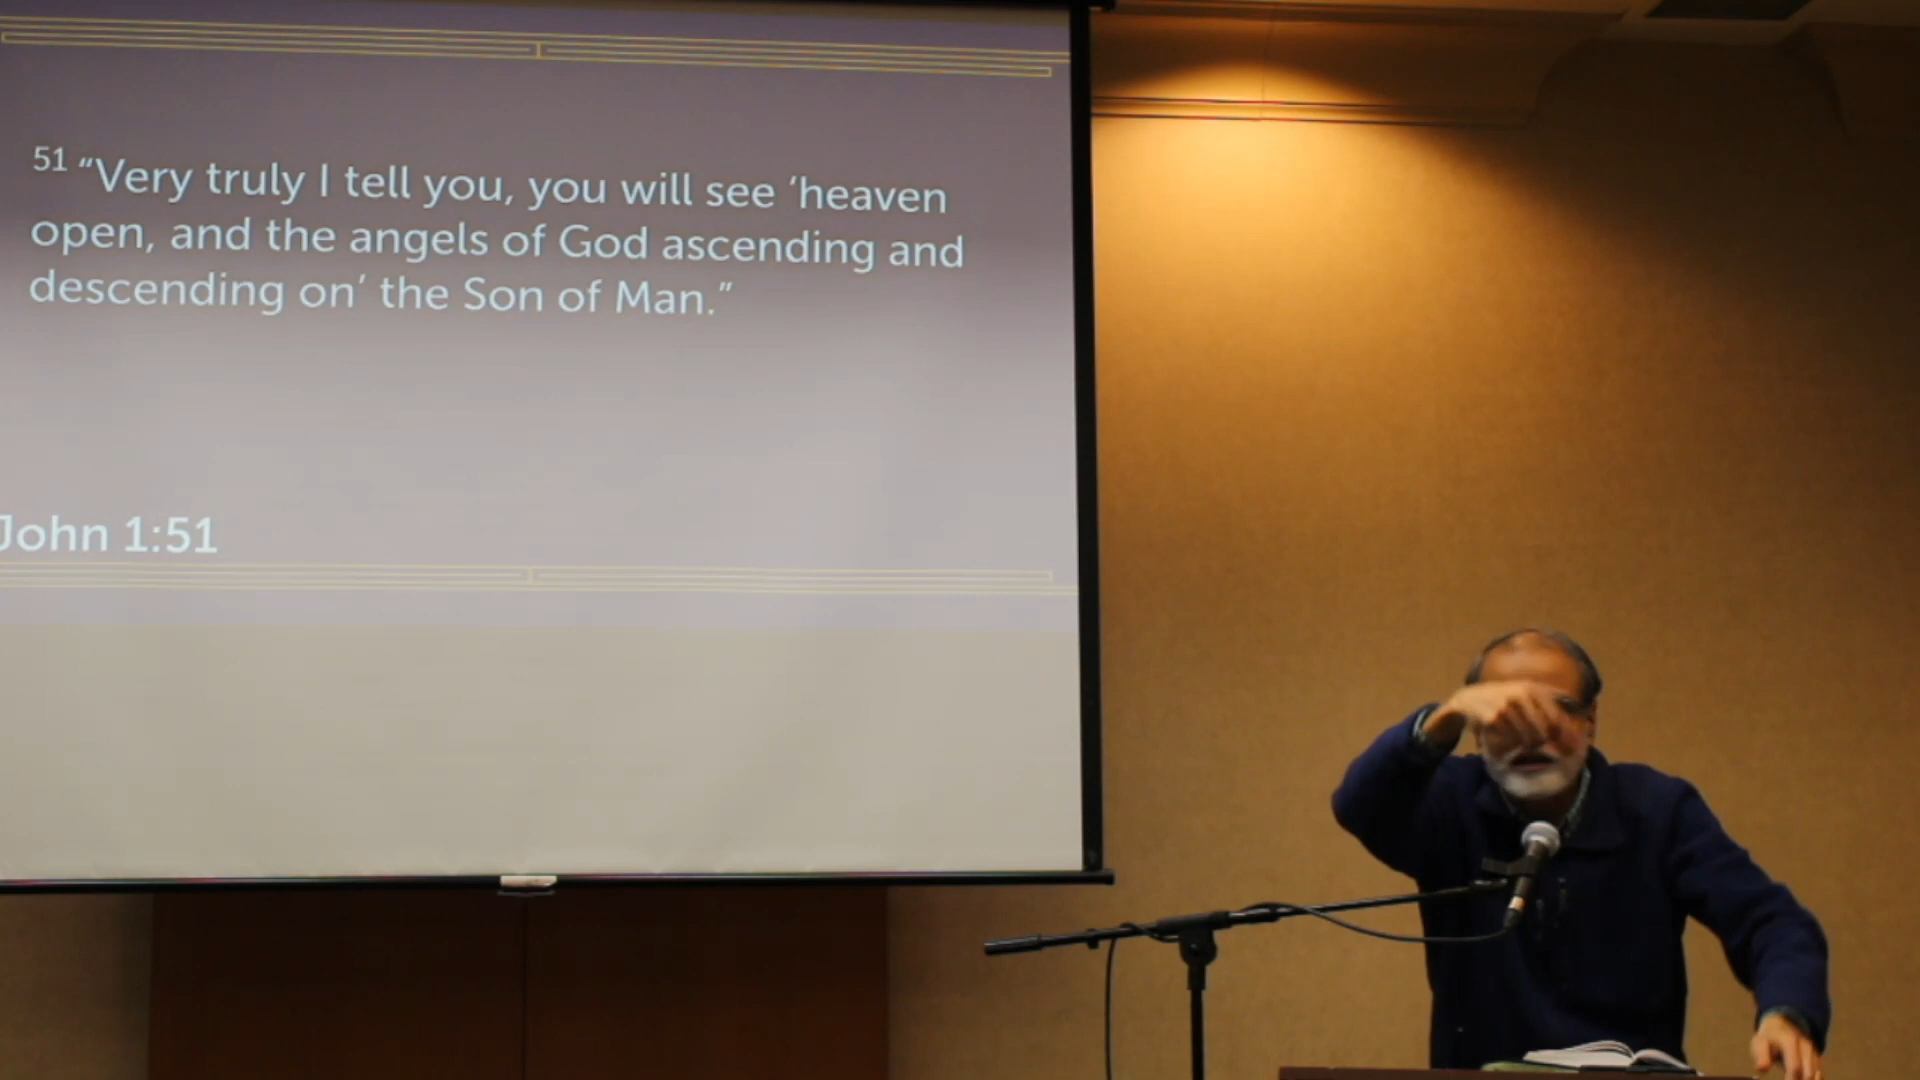 51 “Very truly I tell you, you will see ‘heaven
open, and the angels of God ascending and
descending on’ the Son of Man.”
John 1:51